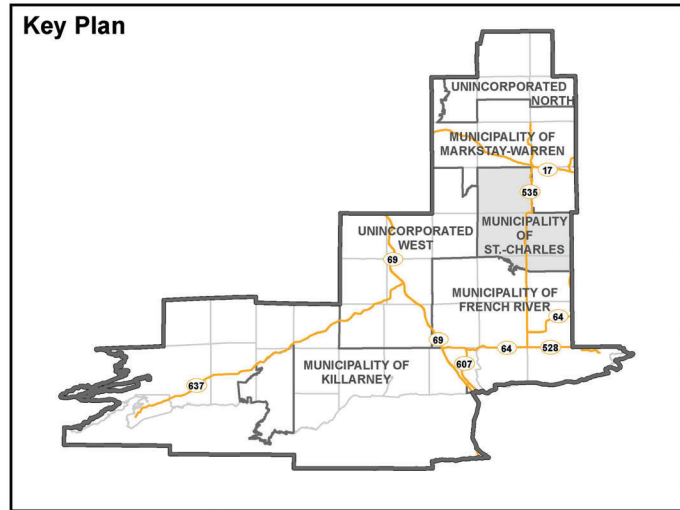 Key Plan
UNINCORPORATED
NORTH
MUNICIPALITY OF
MARKSTAY-WARREN
17
535
MUNICIPALITY
OF
ST.-CHARLES
UNINCORPORATED
WEST
69
MUNICIPALITY OF
FRENCH RIVER
64
69
64
528
607
MUNICIPALITY OF
KILLARNEY
637